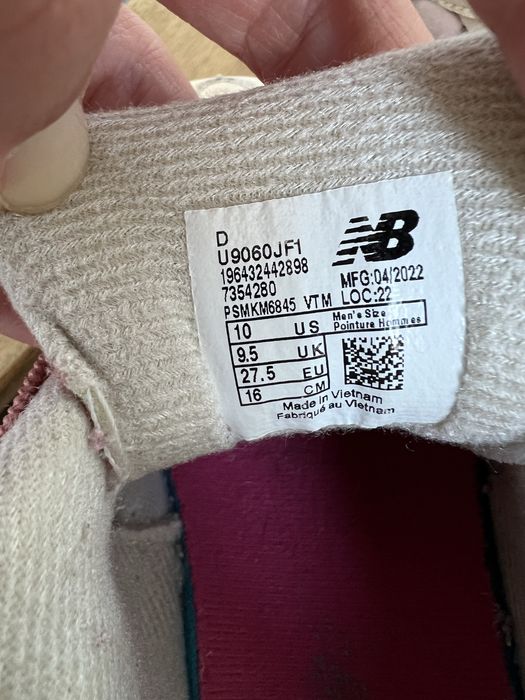 D
U9060JF1
196432442898
7354280
PSMKM6845 VTM
NB
MFG:04/2022
LOC:22
Men's Size
Pointure Hommes
10 US
9.5 UK
27.5 EU
16 CM
Made in Vietnam
Fabriqué au Vietnam